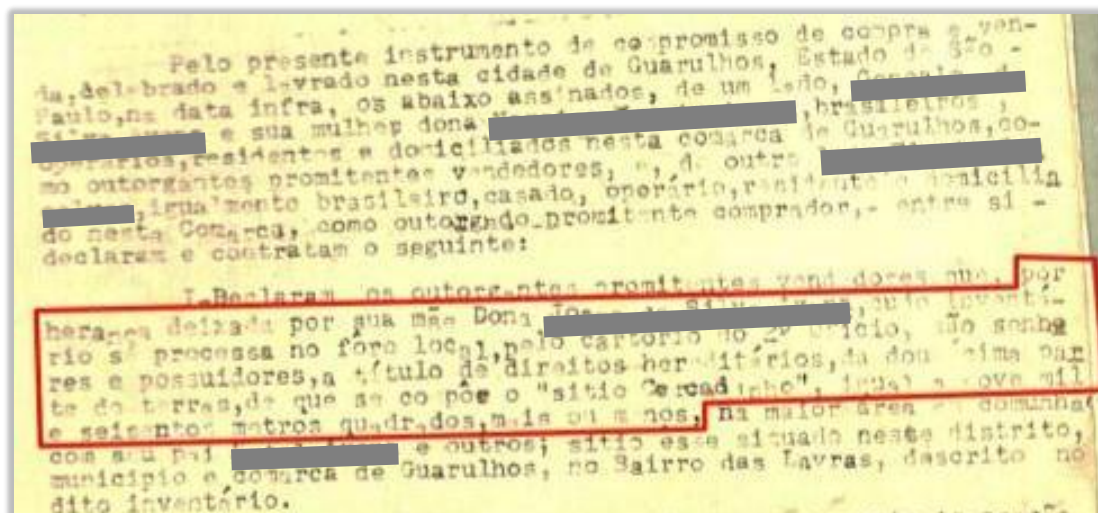 Pelo presente instrumento de compromisso de compra e ven-
da, celebrado e lavrado nesta cidade de Guarulhos, Estado de São -
Paulo, na data infra, os abaixo assinados, de um lado,
e sua mulher dona, brasileiros,
operários, residentes e domiciliados nesta comarca de Guarulhos, co-
mo outorgantes promitentes vendedores, e, de outro
, igualmente brasileiro, casado, operário, residente e domicilia
do nesta Comarca, como outorgado promitente comprador, - entre si -
declaram e contratam o seguinte:
I-Declaram os outorgantes promitentes vendedores que, por
herança deixada por sua mãe Dona, cujo inventá-
rio se processa no fôro local, pelo cartório do 2º Ofício, são senho
res e possuidores, a título de direitos hereditários, da parte
te de terras, de que se compõe o "sitio Cercadinho", igual a nove mil
e seiscentos metros quadrados, mais ou menos, na maior área em comunhão
com seu pai e outros; sitio esse situado neste distrito,
município e comarca de Guarulhos, no Bairro das Lavras, descrito no
dito inventário.